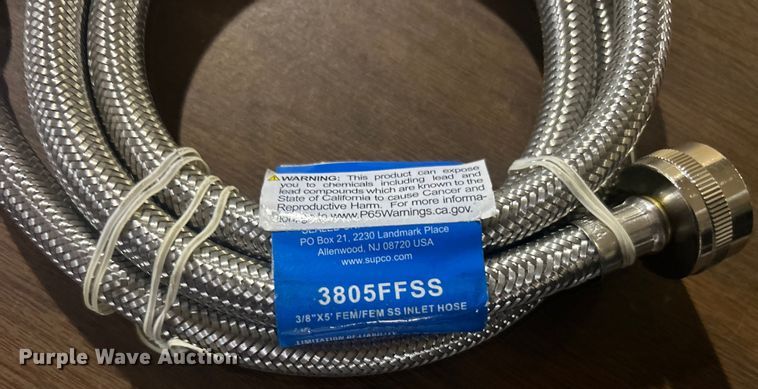 WARNING: This product can expose
you to chemicals including lead and
lead compounds which are known to the
State of California to cause Cancer and
Reproductive Harm. For more informa-
www.P65Warnings.ca.gov.
PO Box 21, 2230 Landmark Place
Allenwood, NJ 08720 USA
www.supco.com
3805FFSS
3/8"X5' FEM/FEM SS INLET HOSE
Purple Wave Auction